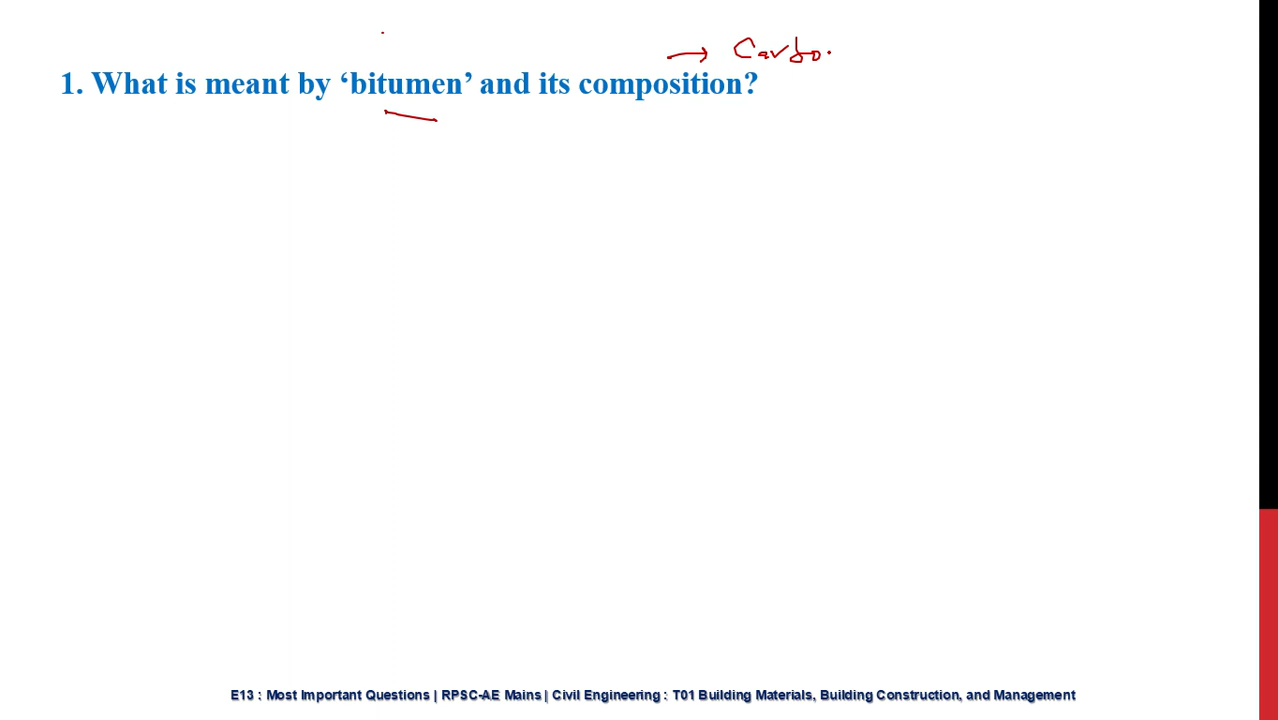 → Carbo.
1. What is meant by ‘bitumen’ and its composition?
E13 : Most Important Questions | RPSC-AE Mains | Civil Engineering : T01 Building Materials, Building Construction, and Management